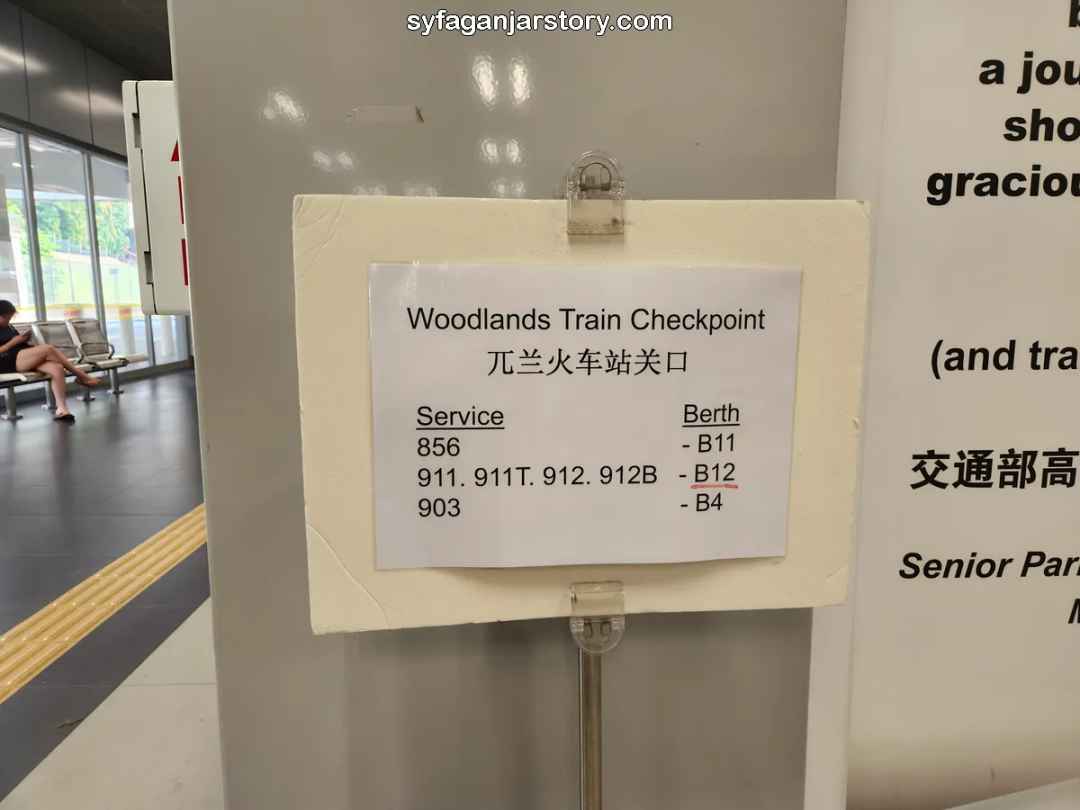 syfaganjarstory.com
Woodlands Train Checkpoint
兀兰火车站关口
Service Berth
856 - B11
911. 911T. 912. 912B - B12
903 - B4
a jou
sho
graciou
(and tra
交通部高
Senior Parl